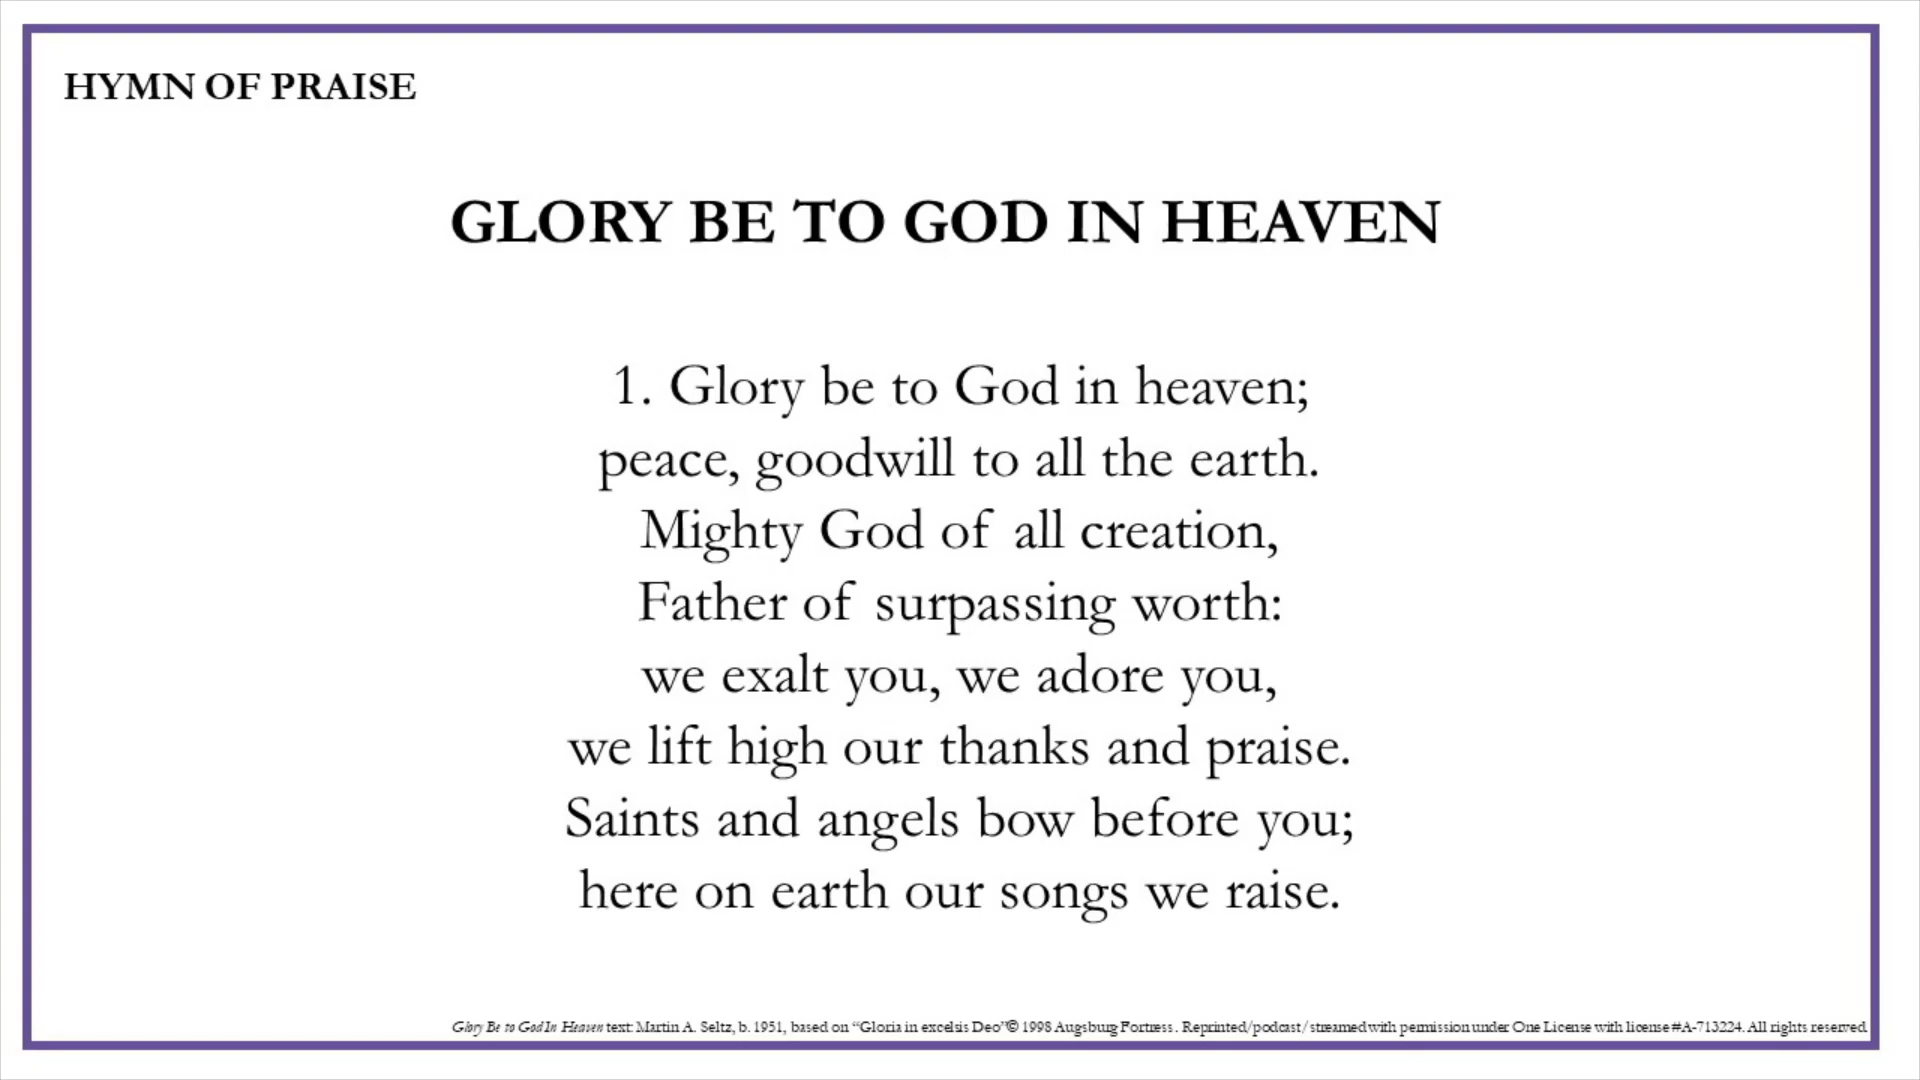 HYMN OF PRAISE
GLORY BE TO GOD IN HEAVEN
1. Glory be to God in heaven;
peace, goodwill to all the earth.
Mighty God of all creation,
Father of surpassing worth:
we exalt you, we adore you,
we lift high our thanks and praise.
Saints and angels bow before you;
here on earth our songs we raise.
Glory Be to God In Heaven text: Martin A. Seltz, b. 1951, based on “Gloria in excelsis Deo”© 1998 Augsburg Fortress. Reprinted/podcast/streamed with permission under One License with license #A-713224. All rights reserved.